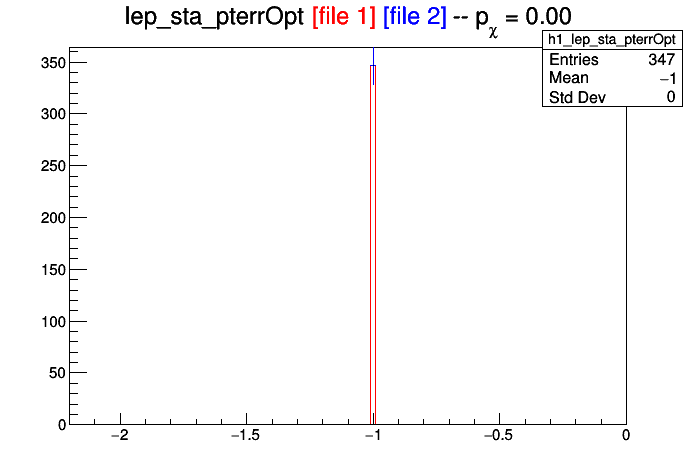 lep_sta_pterrOpt [file 1] [file 2] -- pχ = 0.00
h1_lep_sta_pterrOpt
Entries 347
Mean −1
Std Dev 0
350
300
250
200
150
100
50
0
−2 −1.5 −1 −0.5 0